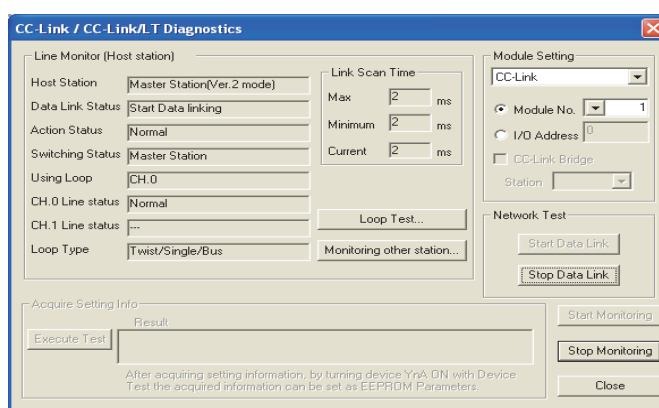 CC-Link / CC-Link/LT Diagnostics
Line Monitor (Host station)
Host Station Master Station(Ver.2 mode)
Data Link Status Start Data linking
Action Status Normal
Switching Status Master Station
Using Loop CH.0
CH.0 Line status Normal
CH.1 Line status ---
Loop Type Twist/Single/Bus
Link Scan Time
Max 2 ms
Minimum 2 ms
Current 2 ms
Loop Test...
Monitoring other station...
Module Setting
CC-Link
Module No. 1
I/O Address 0
CC-Link Bridge
Station
Network Test
Start Data Link
Stop Data Link
Acquire Setting Info
Result
Execute Test
After acquiring setting information, by turning device YnA ON with Device
Test the acquired information can be set as EEPROM Parameters.
Start Monitoring
Stop Monitoring
Close